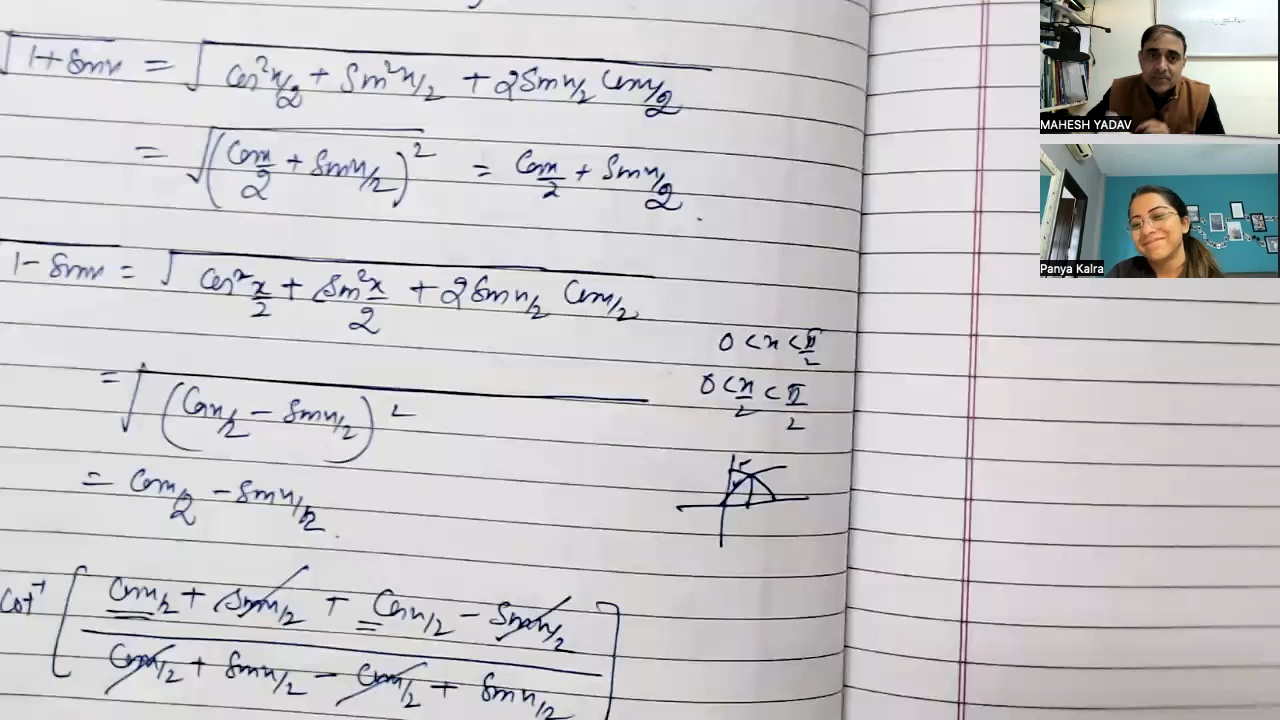 √1+Sinx = √cos²x/2 + Sin²x/2 + 2Sinx/2 Cosx/2
= √(Cosx/2 + Sinx/2)² = Cosx/2 + Sinx/2.
√1-Sinx = √cos²x/2 + Sin²x/2 + 2Sinx/2 Cosx/2
0<x<π/2
0<x/2<π/2
= √(Cosx/2 - Sinx/2)²
= Cosx/2 - Sinx/2.
Cot⁻¹ [Cosx/2 + Sinx/2 + Cosx/2 - Sinx/2
Cosx/2 + Sinx/2 - Cosx/2 + Sinx/2]
MAHESH YADAV
Panya Kalra